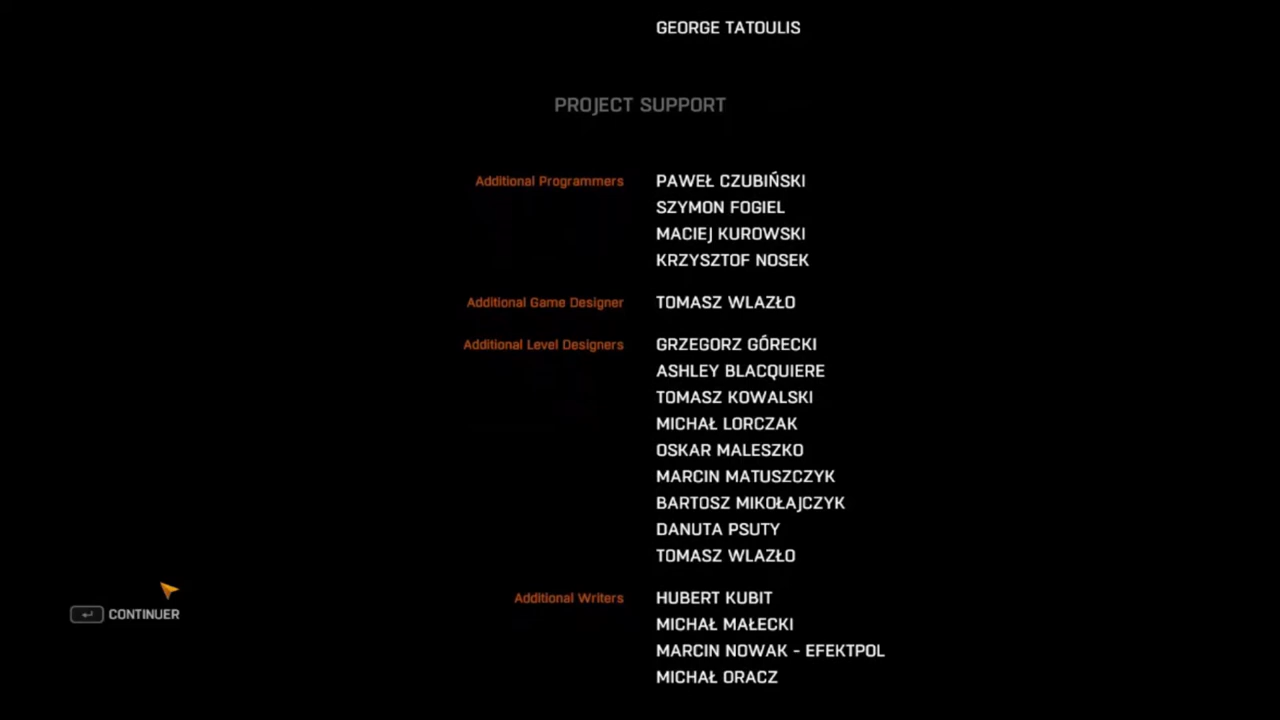 GEORGE TATOULIS
PROJECT SUPPORT
Additional Programmers PAWEŁ CZUBIŃSKI
SZYMON FOGIEL
MACIEJ KUROWSKI
KRZYSZTOF NOSEK
Additional Game Designer TOMASZ WLAZŁO
Additional Level Designers GRZEGORZ GÓRECKI
ASHLEY BLACQUIERE
TOMASZ KOWALSKI
MICHAŁ LORCZAK
OSKAR MALESZKO
MARCIN MATUSZCZYK
BARTOSZ MIKOŁAJCZYK
DANUTA PSUTY
TOMASZ WLAZŁO
Additional Writers HUBERT KUBIT
CONTINUER
MICHAŁ MAŁECKI
MARCIN NOWAK - EFEKTPOL
MICHAŁ ORACZ